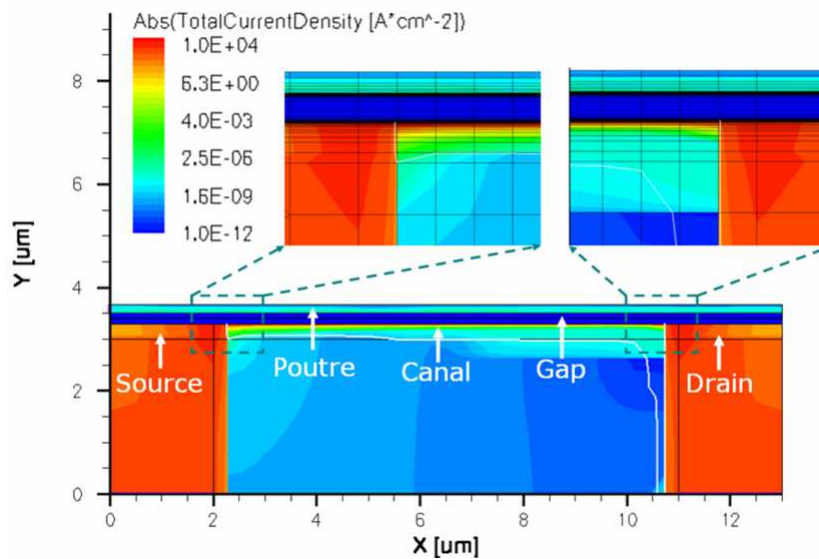 Abs(TotalCurrentDensity [A*cm^-2])
1.0E+04
6.3E+00
4.0E-03
2.5E-06
1.6E-09
1.0E-12
Y [um]
8
6
4
2
0
Source
Poutre
Canal
Gap
Drain
0 2 4 6 8 10 12
X [um]